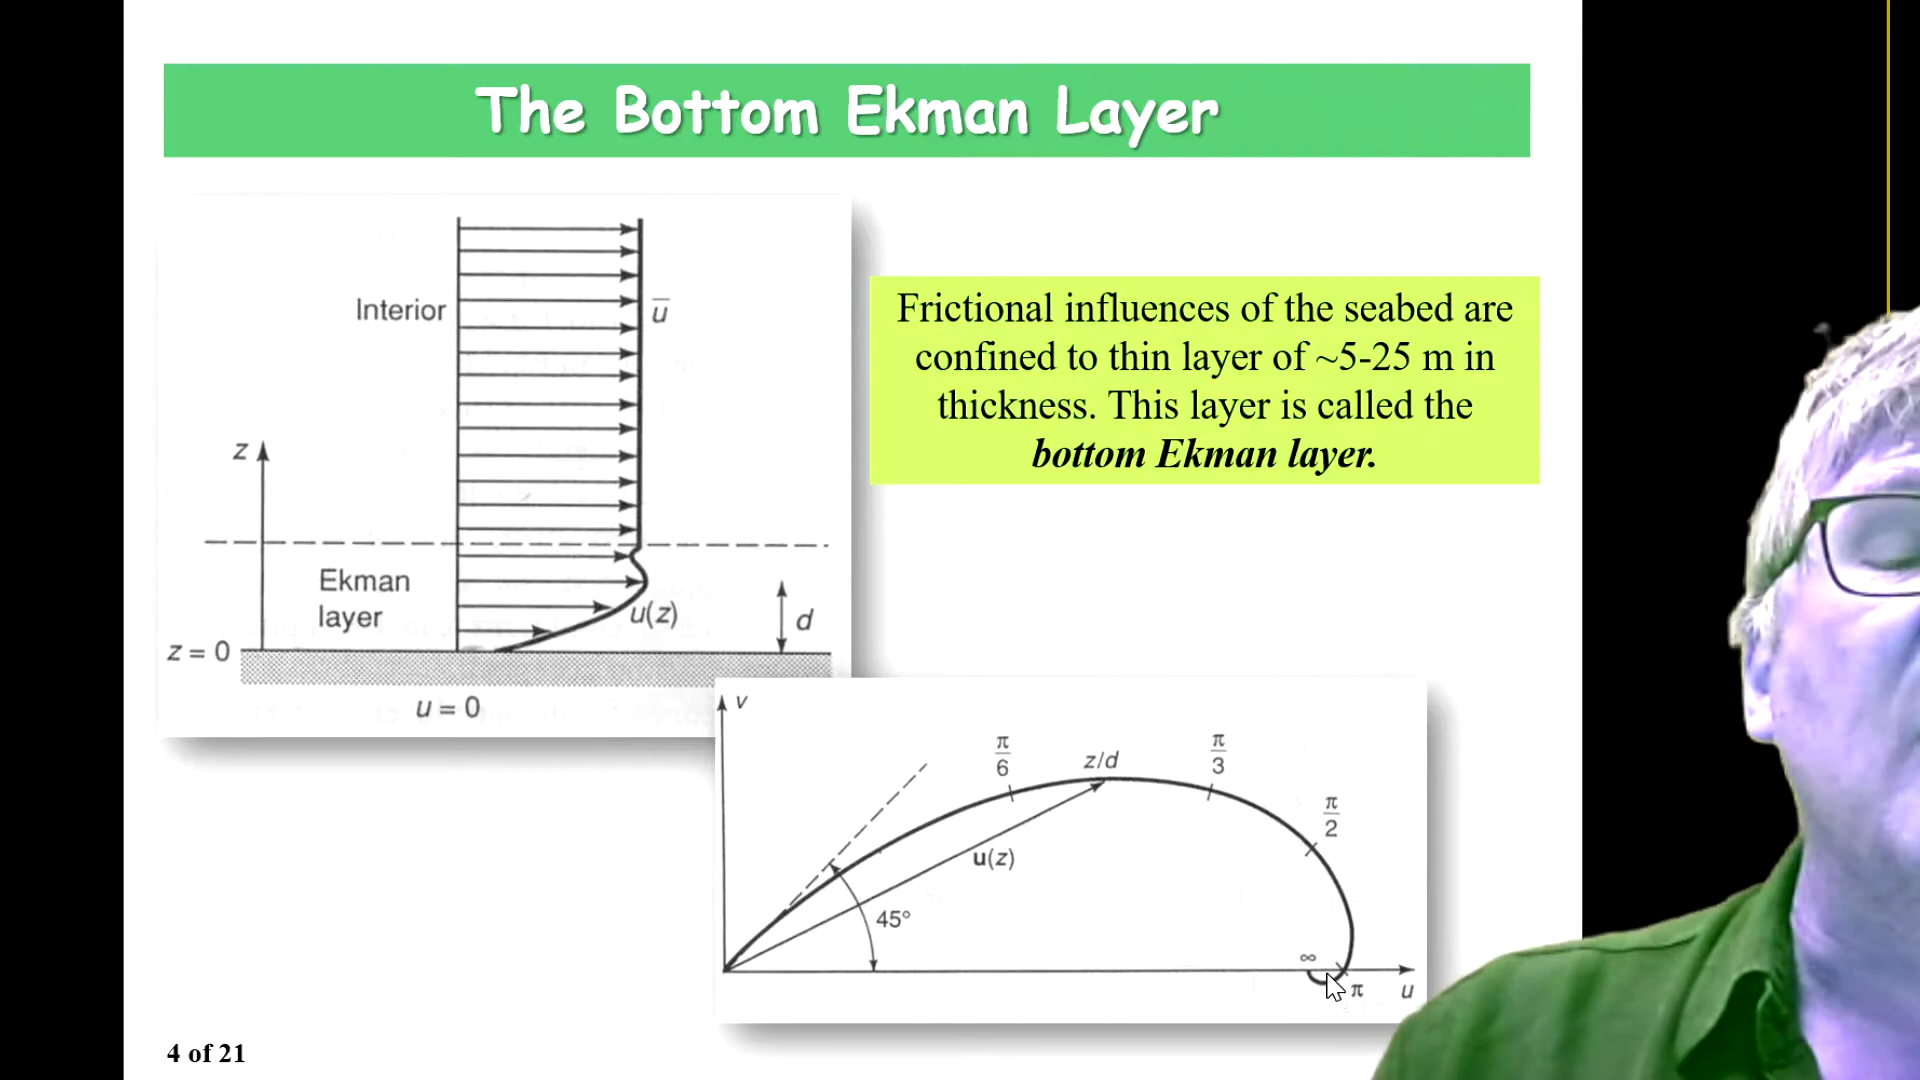 The Bottom Ekman Layer
Interior
u̅
z
Ekman
layer
u(z)
d
z = 0
u = 0
Frictional influences of the seabed are
confined to thin layer of ~5-25 m in
thickness. This layer is called the
bottom Ekman layer.
v
π/6
z/d
π/3
π/2
u(z)
45°
∞
π
u
4 of 21